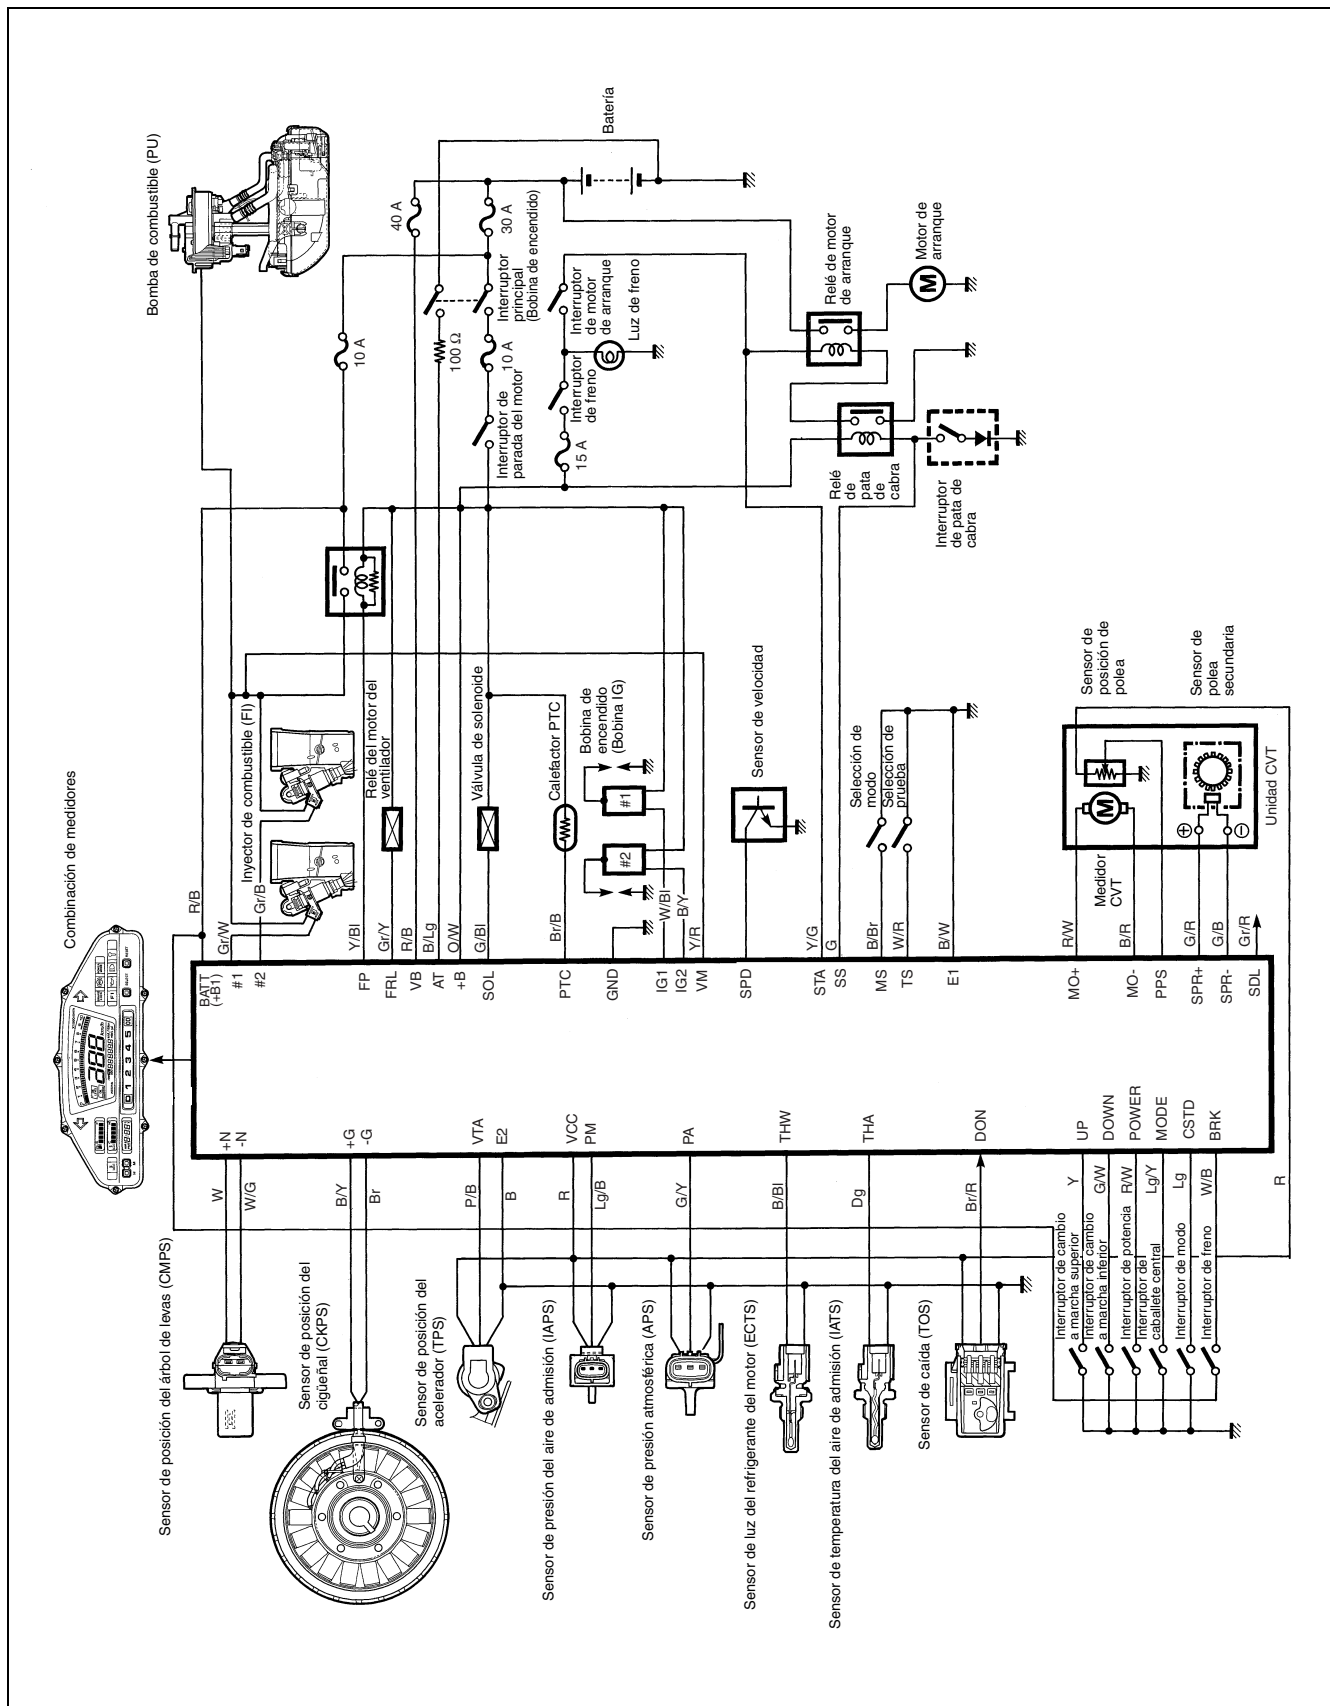 Combinación de medidores
Bomba de combustible (PU)
Inyector de combustible (FI)
Relé del motor del
ventilador
Válvula de solenoide
Calefactor PTC
Bobina de
encendido
(Bobina IG)
#1
#2
Sensor de velocidad
Selección de
modo
Selección de
prueba
Medidor
CVT
Sensor de
posición de
polea
Sensor de
polea
secundaria
Unidad CVT
M
+
−
10 A
40 A
30 A
100 Ω
10 A
15 A
Batería
Interruptor
principal
(Bobina de encendido)
Interruptor de
parada del motor
Interruptor
de motor
de arranque
Interruptor
de freno
Luz de freno
Relé de motor
de arranque
Motor de
arranque
M
Relé
de
pata
de
cabra
Interruptor
de pata de
cabra
R/B
Gr/W
Gr/B
Y/Bl
Gr/Y
R/B
B/Lg
O/W
G/Bl
Br/B
W/Bl
B/Y
Y/R
Y/G
G
B/Br
W/R
B/W
R/W
B/R
G/R
G/B
Gr/R
BATT
(+B1)
#1
#2
FP
FRL
VB
AT
+B
SOL
PTC
GND
IG1
IG2
VM
SPD
STA
SS
MS
TS
E1
MO+
MO-
PPS
SPR+
SPR-
SDL
+N
-N
+G
-G
VTA
E2
VCC
PM
PA
THW
THA
DON
UP
DOWN
POWER
MODE
CSTD
BRK
W
W/G
B/Y
Br
P/B
B
R
Lg/B
G/Y
B/Bl
Dg
Br/R
Y
G/W
R/W
Lg/Y
Lg
W/B
R
Sensor de posición del árbol de levas (CMPS)
Sensor de posición del
cigüeñal (CKPS)
Sensor de posición del
acelerador (TPS)
Sensor de presión del aire de admisión (IAPS)
Sensor de presión atmosférica (APS)
Sensor de luz del refrigerante del motor (ECTS)
Sensor de temperatura del aire de admisión (IATS)
Sensor de caída (TOS)
Interruptor de cambio
a marcha superior
Interruptor de cambio
a marcha inferior
Interruptor de potencia
Interruptor del
caballete central
Interruptor de modo
Interruptor de freno